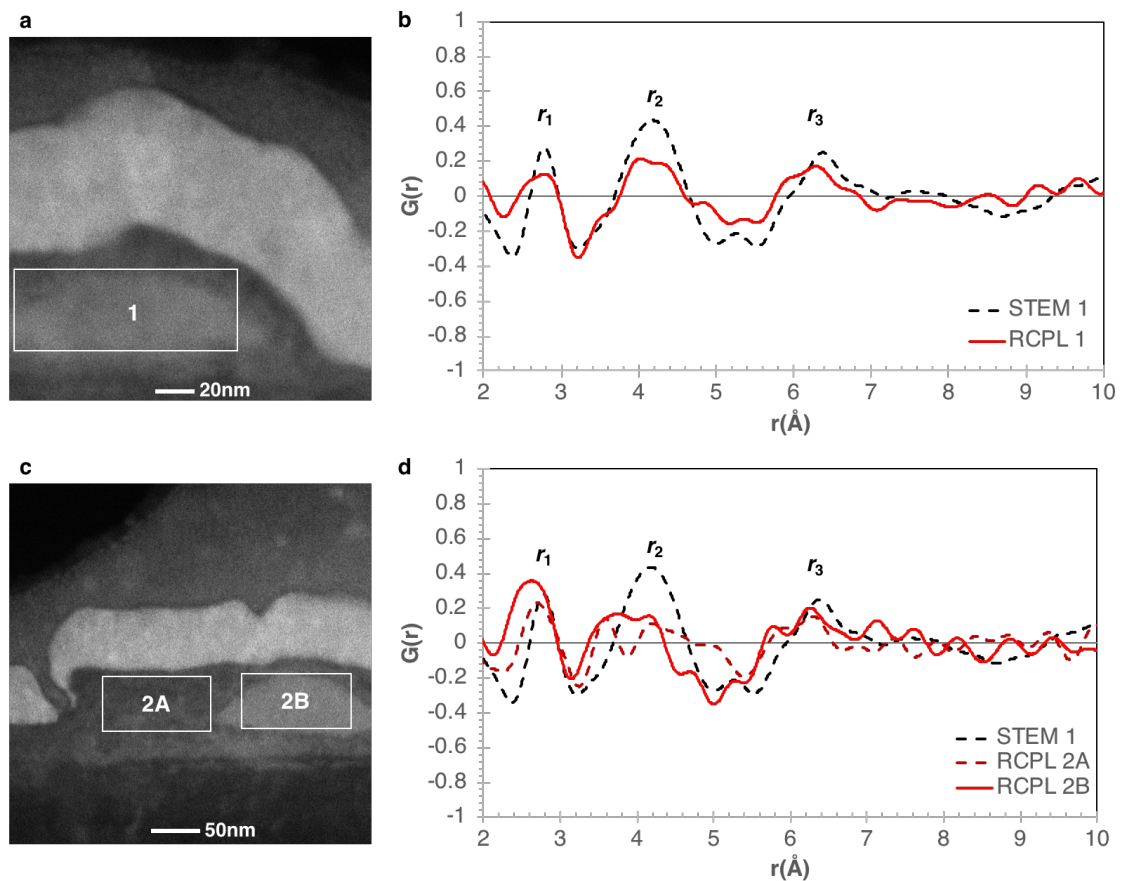 a
1
20nm
b
1
0.8
0.6
0.4
0.2
0
-0.2
-0.4
-0.6
-0.8
-1
G(r)
r1
r2
r3
STEM 1
RCPL 1
2 3 4 5 6 7 8 9 10
r(Å)
c
2A
2B
50nm
d
1
0.8
0.6
0.4
0.2
0
-0.2
-0.4
-0.6
-0.8
-1
G(r)
r1
r2
r3
STEM 1
RCPL 2A
RCPL 2B
2 3 4 5 6 7 8 9 10
r(Å)